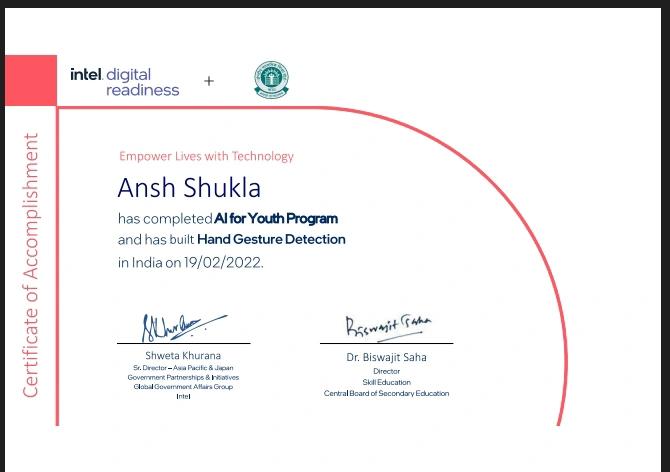 intel digital
readiness
+
Certificate of Accomplishment
Empower Lives with Technology
Ansh Shukla
has completed AI for Youth Program
and has built Hand Gesture Detection
in India on 19/02/2022.
Biswajit Saha
Shweta Khurana
Sr. Director – Asia Pacific & Japan
Government Partnerships & Initiatives
Global Government Affairs Group
Intel
Dr. Biswajit Saha
Director
Skill Education
Central Board of Secondary Education